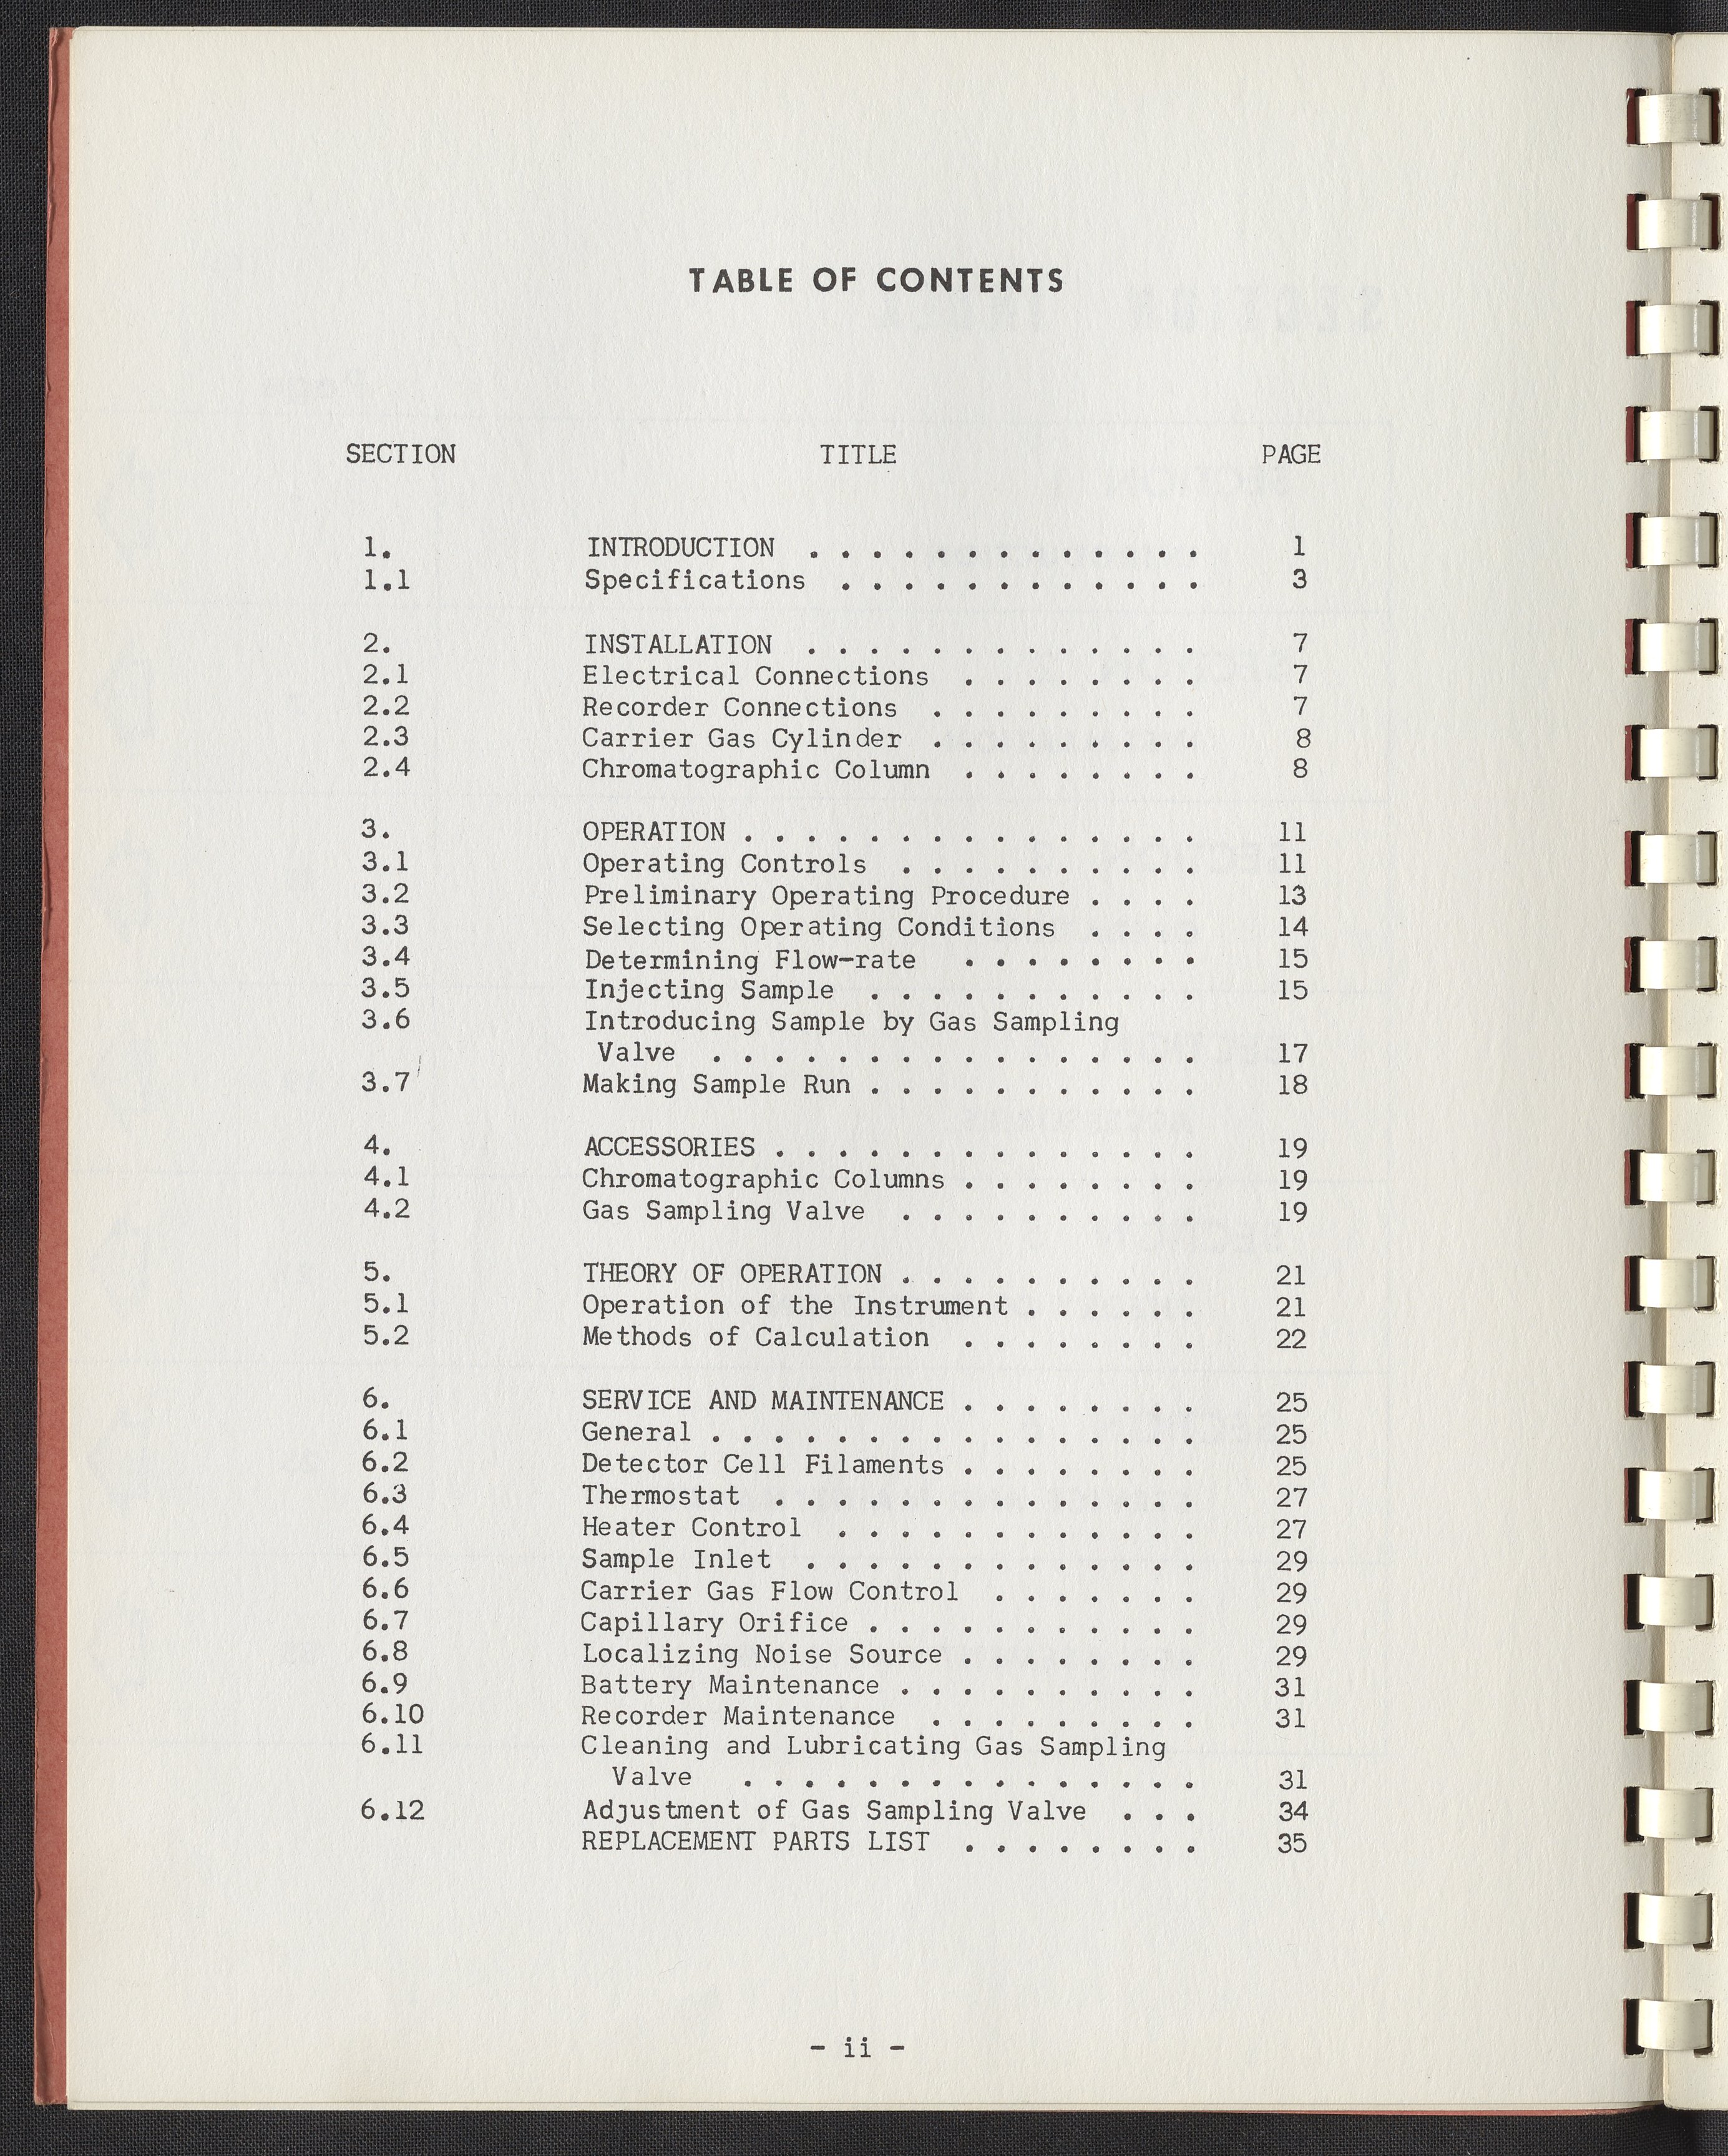 TABLE OF CONTENTS
SECTION TITLE PAGE
1. INTRODUCTION . . . . . . . . . . . . . 1
1.1 Specifications . . . . . . . . . . . . 3
2. INSTALLATION . . . . . . . . . . . . . 7
2.1 Electrical Connections . . . . . . . . 7
2.2 Recorder Connections . . . . . . . . . 7
2.3 Carrier Gas Cylinder . . . . . . . . . 8
2.4 Chromatographic Column . . . . . . . . 8
3. OPERATION . . . . . . . . . . . . . . . 11
3.1 Operating Controls . . . . . . . . . . 11
3.2 Preliminary Operating Procedure . . . . 13
3.3 Selecting Operating Conditions . . . . 14
3.4 Determining Flow-rate . . . . . . . . 15
3.5 Injecting Sample . . . . . . . . . . . 15
3.6 Introducing Sample by Gas Sampling
Valve . . . . . . . . . . . . . . . . 17
3.7 Making Sample Run . . . . . . . . . . . 18
4. ACCESSORIES . . . . . . . . . . . . . . 19
4.1 Chromatographic Columns . . . . . . . . 19
4.2 Gas Sampling Valve . . . . . . . . . . 19
5. THEORY OF OPERATION . . . . . . . . . . 21
5.1 Operation of the Instrument . . . . . . 21
5.2 Methods of Calculation . . . . . . . . 22
6. SERVICE AND MAINTENANCE . . . . . . . . 25
6.1 General . . . . . . . . . . . . . . . . 25
6.2 Detector Cell Filaments . . . . . . . . 25
6.3 Thermostat . . . . . . . . . . . . . . 27
6.4 Heater Control . . . . . . . . . . . . 27
6.5 Sample Inlet . . . . . . . . . . . . . 29
6.6 Carrier Gas Flow Control . . . . . . . 29
6.7 Capillary Orifice . . . . . . . . . . . 29
6.8 Localizing Noise Source . . . . . . . . 29
6.9 Battery Maintenance . . . . . . . . . . 31
6.10 Recorder Maintenance . . . . . . . . . 31
6.11 Cleaning and Lubricating Gas Sampling
Valve . . . . . . . . . . . . . . . 31
6.12 Adjustment of Gas Sampling Valve . . . 34
REPLACEMENT PARTS LIST . . . . . . . . 35
- ii -